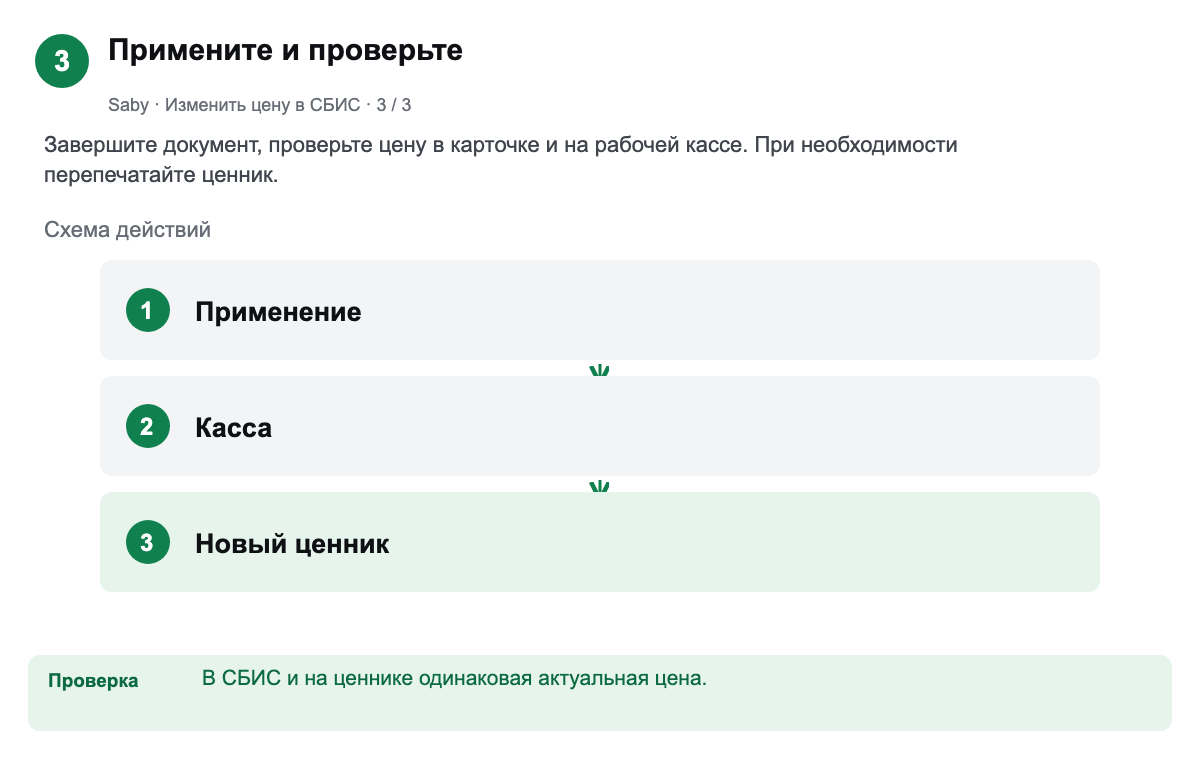 3
Примените и проверьте
Saby · Изменить цену в СБИС · 3 / 3
Завершите документ, проверьте цену в карточке и на рабочей кассе. При необходимости
перепечатайте ценник.
Схема действий
1 Применение
2 Касса
3 Новый ценник
Проверка В СБИС и на ценнике одинаковая актуальная цена.